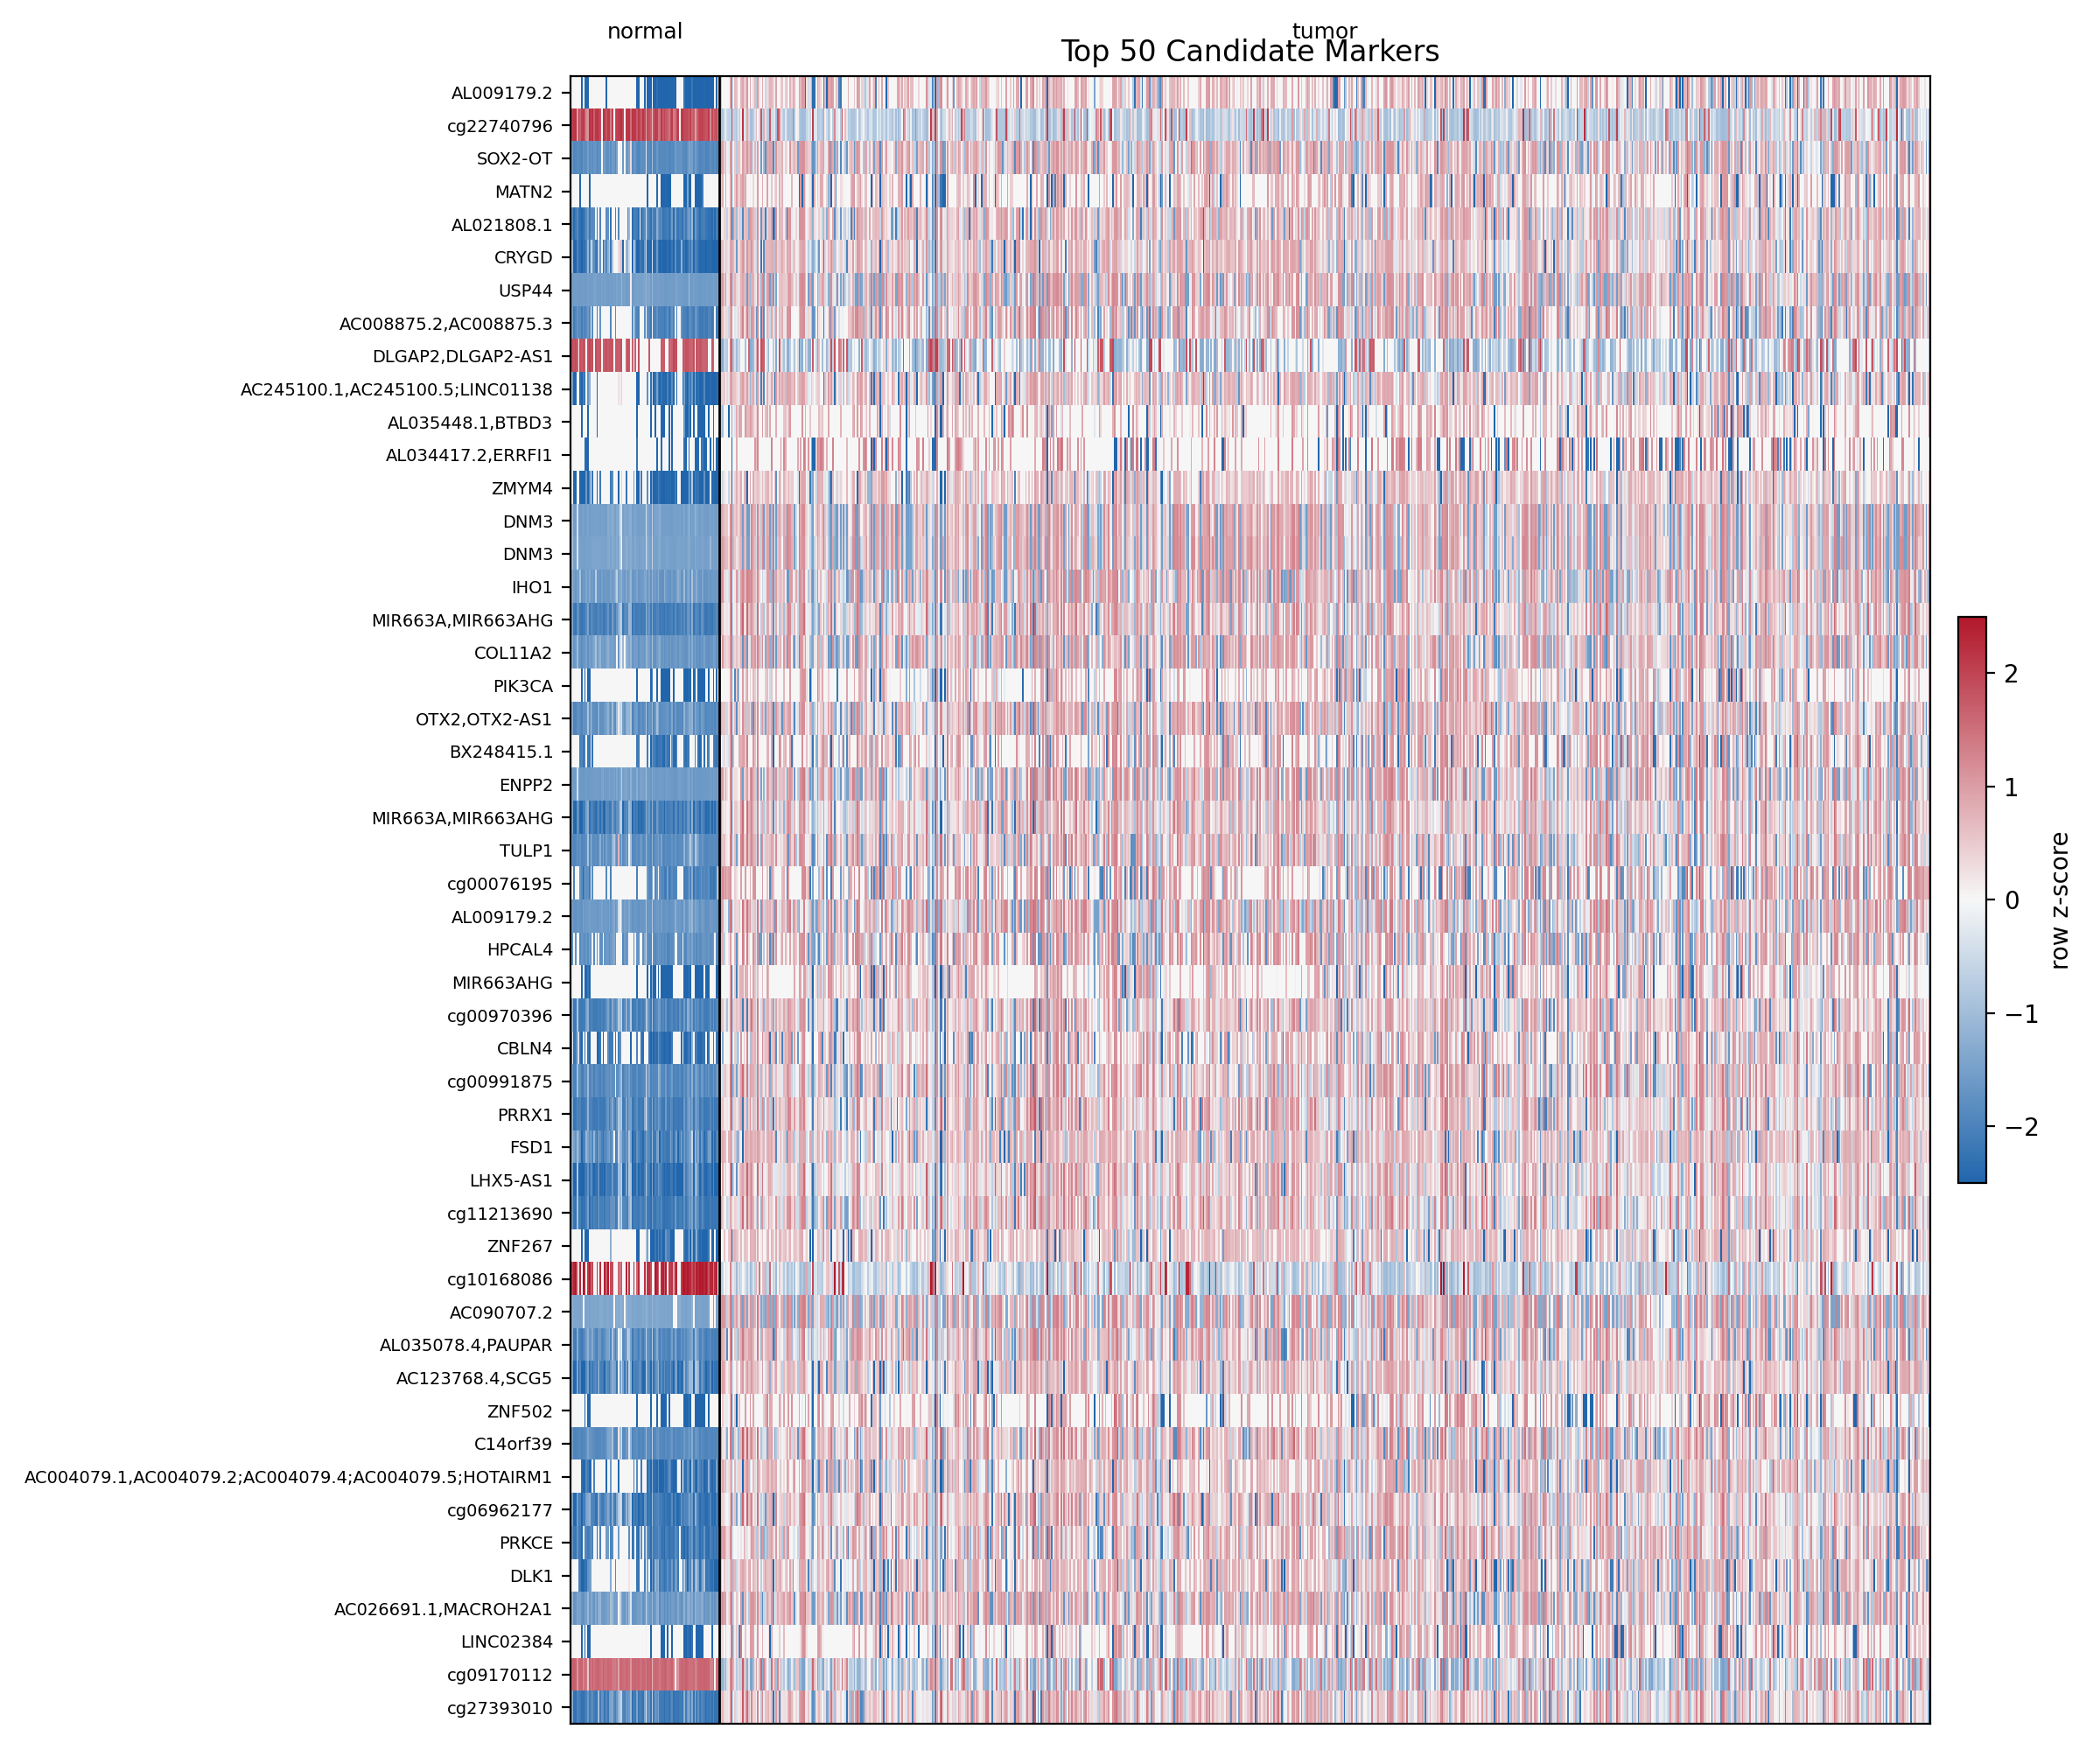 normal
tumor
Top 50 Candidate Markers
AL009179.2
cg22740796
SOX2-OT
MATN2
AL021808.1
CRYGD
USP44
AC008875.2,AC008875.3
DLGAP2,DLGAP2-AS1
AC245100.1,AC245100.5;LINC01138
AL035448.1,BTBD3
AL034417.2,ERRFI1
ZMYM4
DNM3
DNM3
IHO1
MIR663A,MIR663AHG
COL11A2
PIK3CA
OTX2,OTX2-AS1
BX248415.1
ENPP2
MIR663A,MIR663AHG
TULP1
cg00076195
AL009179.2
HPCAL4
MIR663AHG
cg00970396
CBLN4
cg00991875
PRRX1
FSD1
LHX5-AS1
cg11213690
ZNF267
cg10168086
AC090707.2
AL035078.4,PAUPAR
AC123768.4,SCG5
ZNF502
C14orf39
AC004079.1,AC004079.2;AC004079.4;AC004079.5;HOTAIRM1
cg06962177
PRKCE
DLK1
AC026691.1,MACROH2A1
LINC02384
cg09170112
cg27393010
2
1
0
−1
−2
row z-score